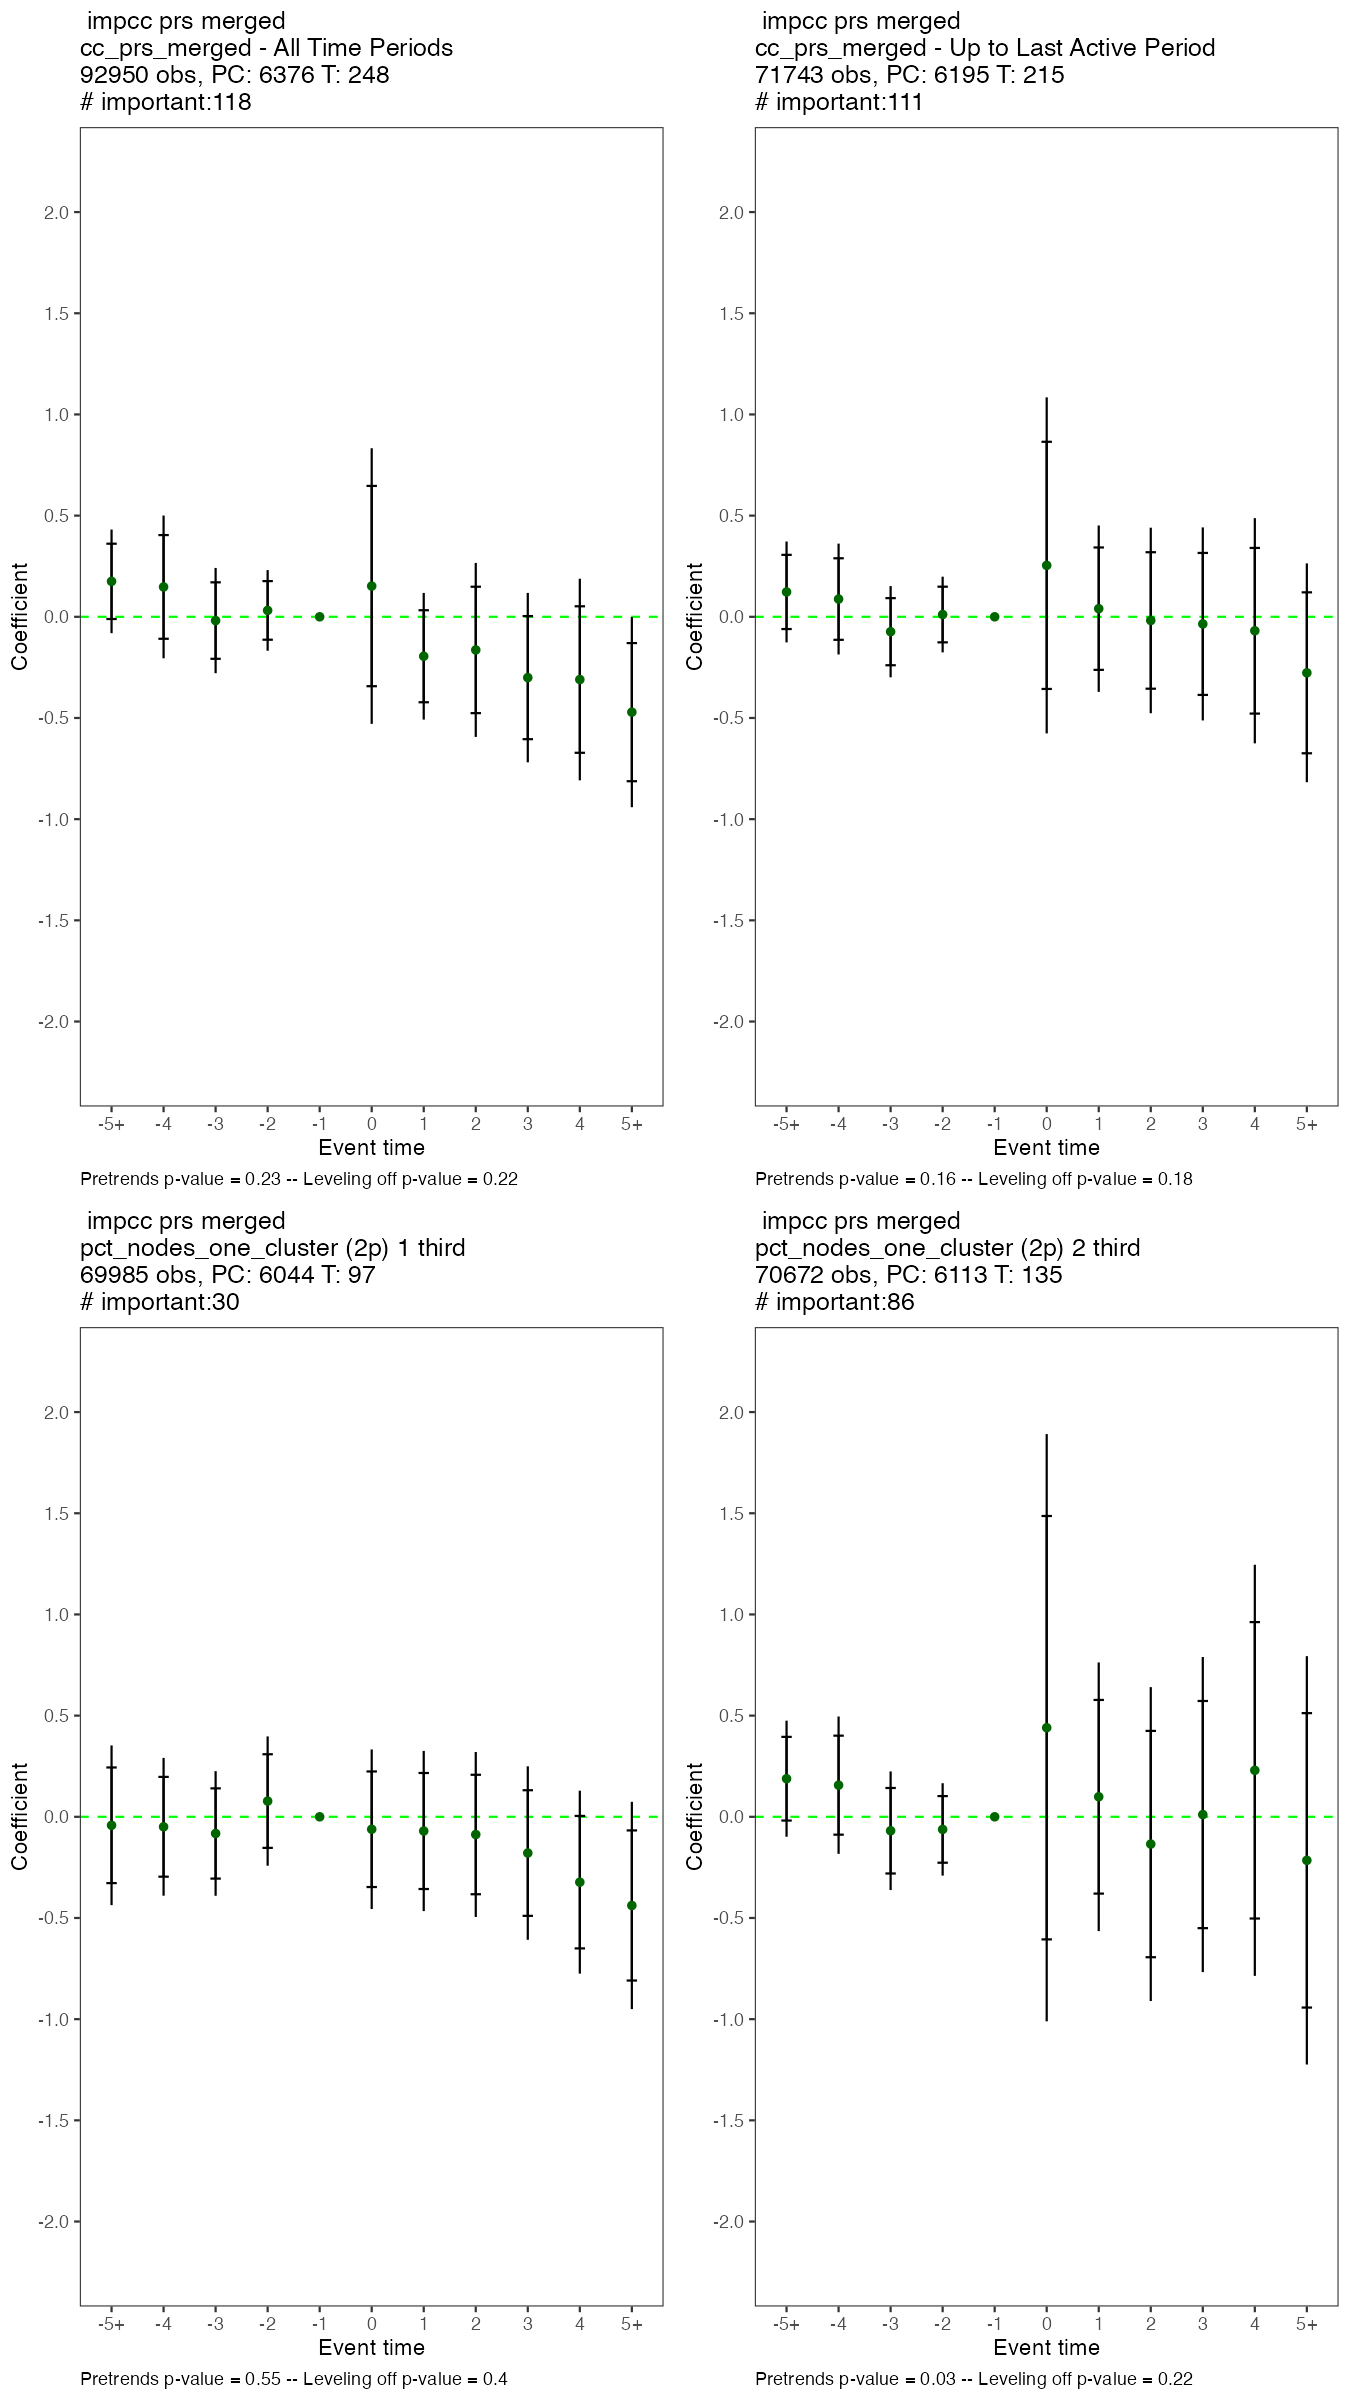 impcc prs merged
cc_prs_merged - All Time Periods
92950 obs, PC: 6376 T: 248
# important:118
2.0
1.5
1.0
0.5
0.0
-0.5
-1.0
-1.5
-2.0
Coefficient
-5+ -4 -3 -2 -1 0 1 2 3 4 5+
Event time
Pretrends p-value = 0.23 -- Leveling off p-value = 0.22
impcc prs merged
cc_prs_merged - Up to Last Active Period
71743 obs, PC: 6195 T: 215
# important:111
2.0
1.5
1.0
0.5
0.0
-0.5
-1.0
-1.5
-2.0
Coefficient
-5+ -4 -3 -2 -1 0 1 2 3 4 5+
Event time
Pretrends p-value = 0.16 -- Leveling off p-value = 0.18
impcc prs merged
pct_nodes_one_cluster (2p) 1 third
69985 obs, PC: 6044 T: 97
# important:30
2.0
1.5
1.0
0.5
0.0
-0.5
-1.0
-1.5
-2.0
Coefficient
-5+ -4 -3 -2 -1 0 1 2 3 4 5+
Event time
Pretrends p-value = 0.55 -- Leveling off p-value = 0.4
impcc prs merged
pct_nodes_one_cluster (2p) 2 third
70672 obs, PC: 6113 T: 135
# important:86
2.0
1.5
1.0
0.5
0.0
-0.5
-1.0
-1.5
-2.0
Coefficient
-5+ -4 -3 -2 -1 0 1 2 3 4 5+
Event time
Pretrends p-value = 0.03 -- Leveling off p-value = 0.22